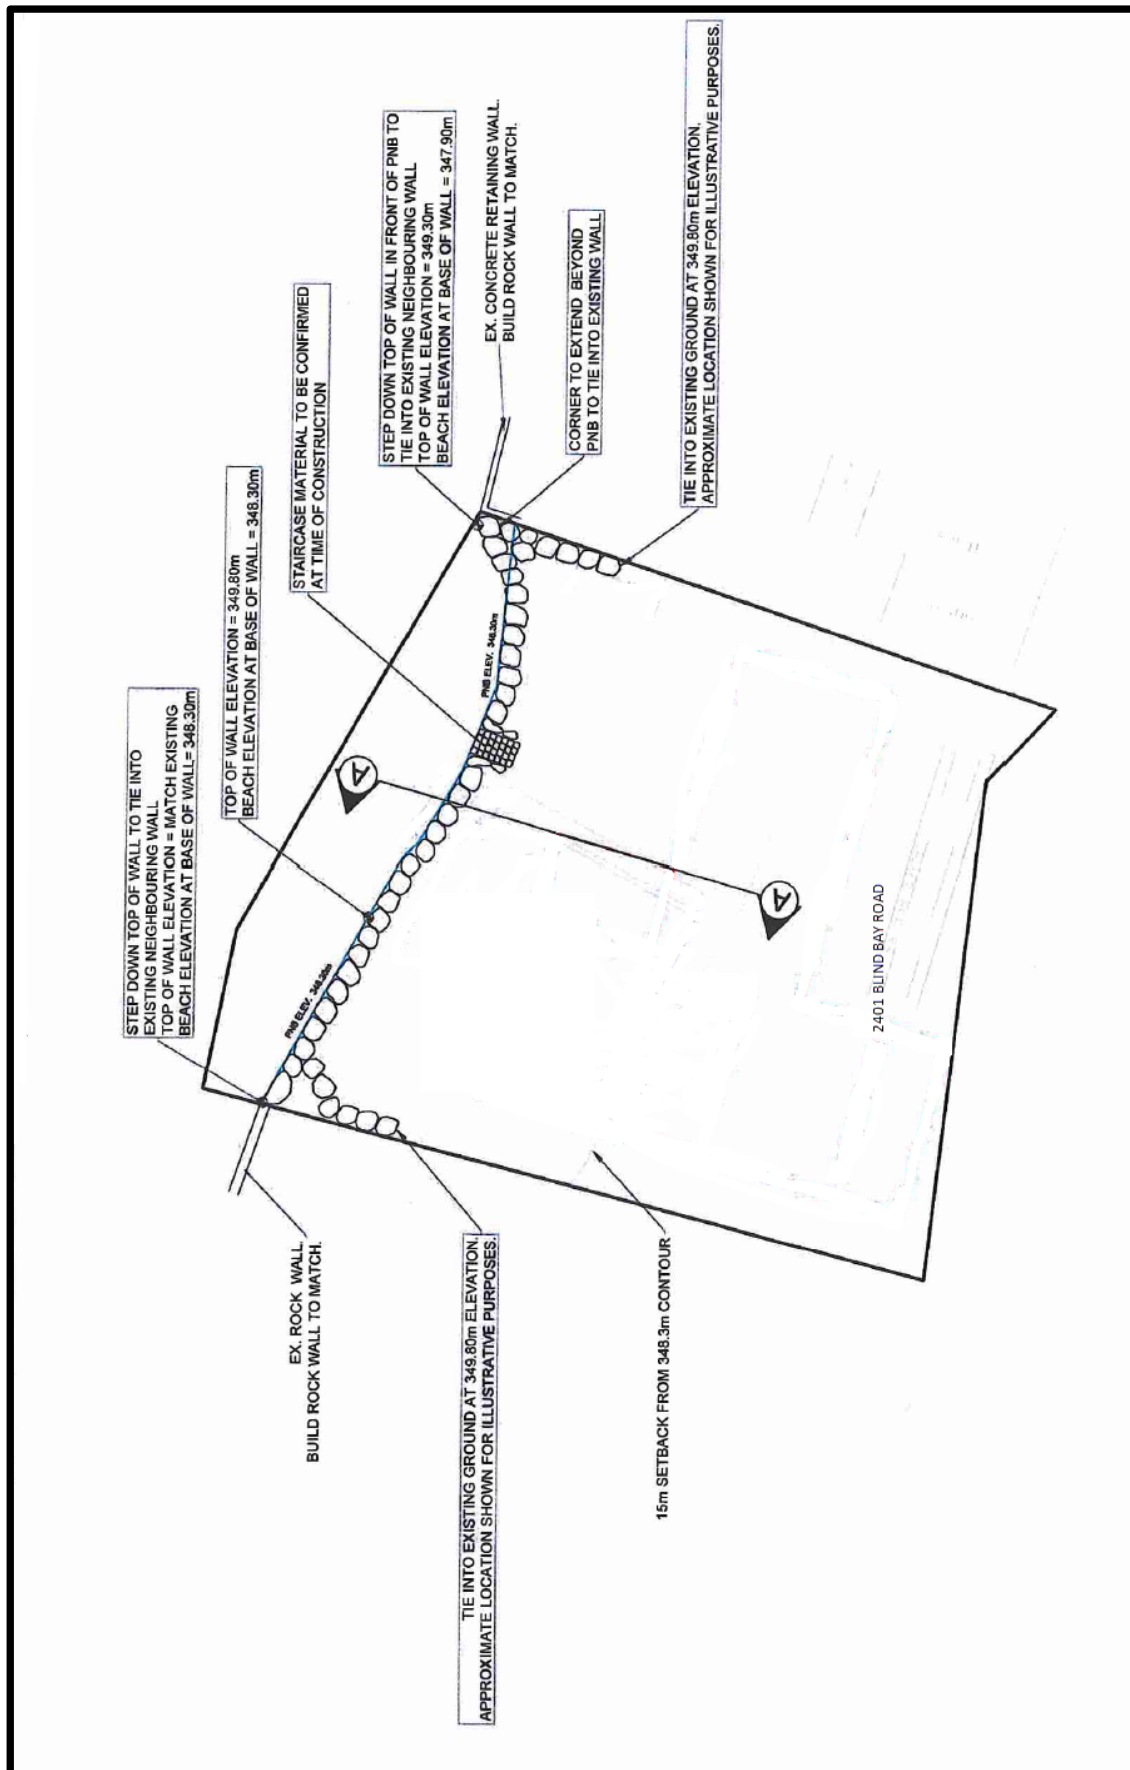 STEP DOWN TOP OF WALL TO TIE INTO
EXISTING NEIGHBOURING WALL
TOP OF WALL ELEVATION = MATCH EXISTING
BEACH ELEVATION AT BASE OF WALL= 348.30m
TOP OF WALL ELEVATION = 349.80m
BEACH ELEVATION AT BASE OF WALL = 348.30m
STAIRCASE MATERIAL TO BE CONFIRMED
AT TIME OF CONSTRUCTION
STEP DOWN TOP OF WALL IN FRONT OF PNB TO
TIE INTO EXISTING NEIGHBOURING WALL
TOP OF WALL ELEVATION = 349.30m
BEACH ELEVATION AT BASE OF WALL = 347.90m
EX. CONCRETE RETAINING WALL.
BUILD ROCK WALL TO MATCH.
CORNER TO EXTEND BEYOND
PNB TO TIE INTO EXISTING WALL
TIE INTO EXISTING GROUND AT 349.80m ELEVATION.
APPROXIMATE LOCATION SHOWN FOR ILLUSTRATIVE PURPOSES.
PNB ELEV. 348.30m
PNB ELEV. 348.30m
A
A
EX. ROCK WALL
BUILD ROCK WALL TO MATCH.
TIE INTO EXISTING GROUND AT 349.80m ELEVATION.
APPROXIMATE LOCATION SHOWN FOR ILLUSTRATIVE PURPOSES.
15m SETBACK FROM 348.3m CONTOUR
2401 BLIND BAY ROAD